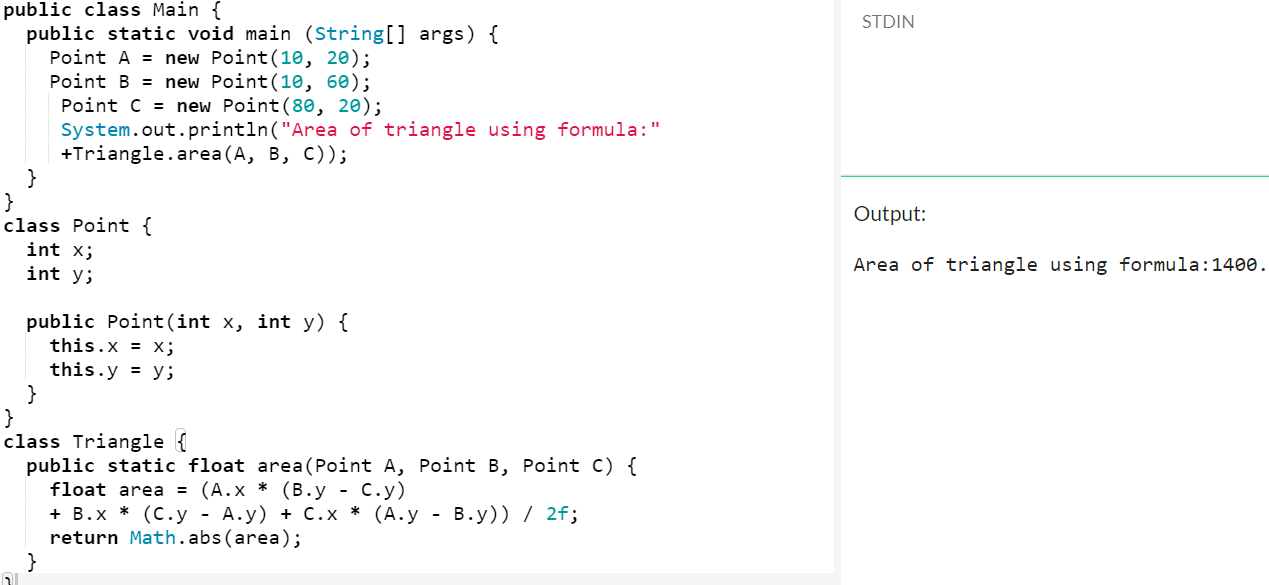 public class Main {
  public static void main (String[] args) {
    Point A = new Point(10, 20);
    Point B = new Point(10, 60);
     Point C = new Point(80, 20);
     System.out.println("Area of triangle using formula:"
     +Triangle.area(A, B, C));
  }
}
class Point {
  int x;
  int y;

  public Point(int x, int y) {
    this.x = x;
    this.y = y;
  }
}
class Triangle {
  public static float area(Point A, Point B, Point C) {
    float area = (A.x * (B.y - C.y)
    + B.x * (C.y - A.y) + C.x * (A.y - B.y)) / 2f;
    return Math.abs(area);
  }
}
STDIN
Output:
Area of triangle using formula:1400.